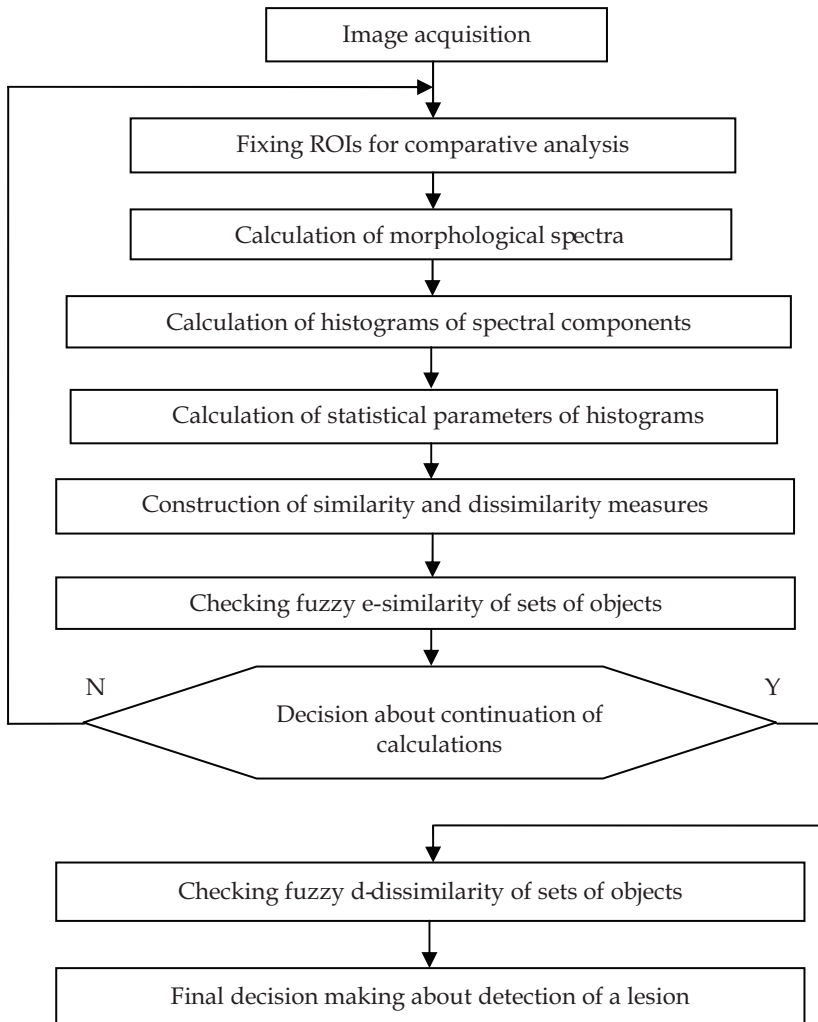 Image acquisition
Fixing ROIs for comparative analysis
Calculation of morphological spectra
Calculation of histograms of spectral components
Calculation of statistical parameters of histograms
Construction of similarity and dissimilarity measures
Checking fuzzy e-similarity of sets of objects
N
Y
Decision about continuation of
calculations
Checking fuzzy d-dissimilarity of sets of objects
Final decision making about detection of a lesion